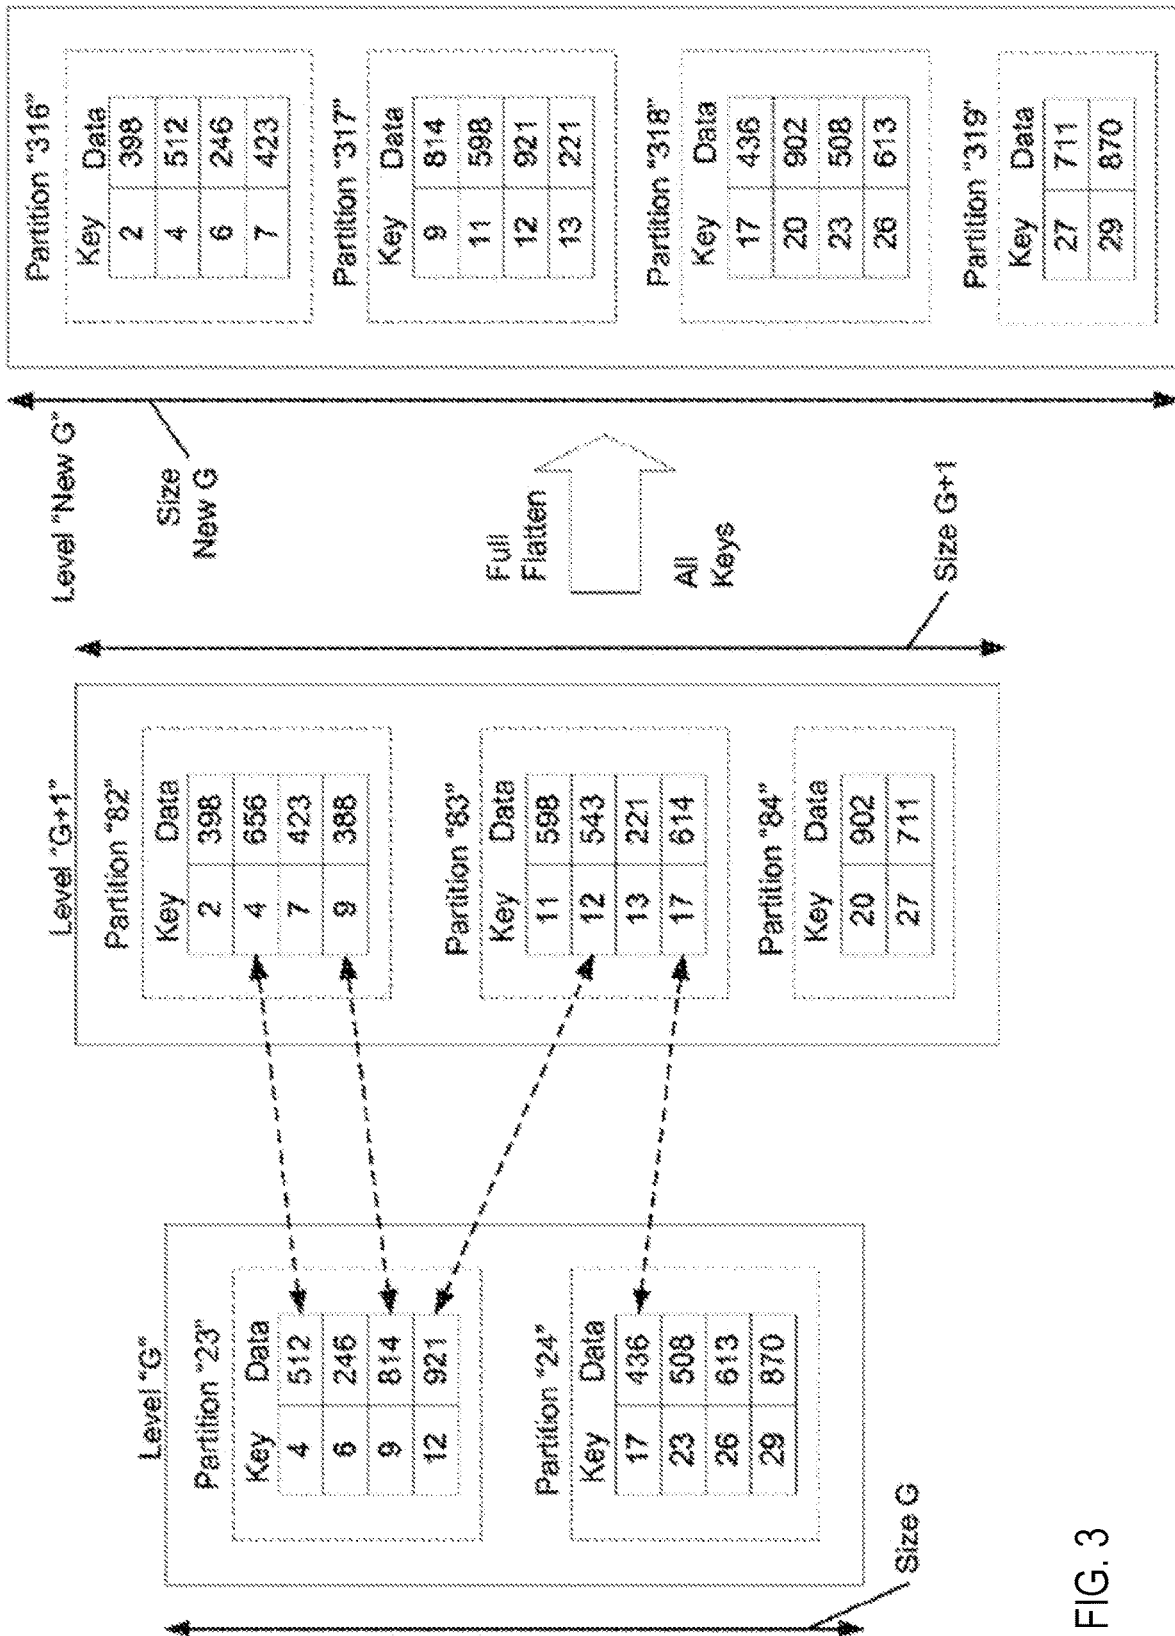 Level "G"
Partition "23"
Key Data
4 512
6 246
9 814
12 921
Partition "24"
Key Data
17 436
23 508
26 613
29 870
Size G
Level "G+1"
Partition "82"
Key Data
2 398
4 656
7 423
9 388
Partition "83"
Key Data
11 598
12 543
13 221
17 614
Partition "84"
Key Data
20 902
27 711
Size G+1
Full
Flatten
All
Keys
Level "New G"
Size
New G
Partition "316"
Key Data
2 398
4 512
6 246
7 423
Partition "317"
Key Data
9 814
11 598
12 921
13 221
Partition "318"
Key Data
17 436
20 902
23 508
26 613
Partition "319"
Key Data
27 711
29 870
FIG. 3